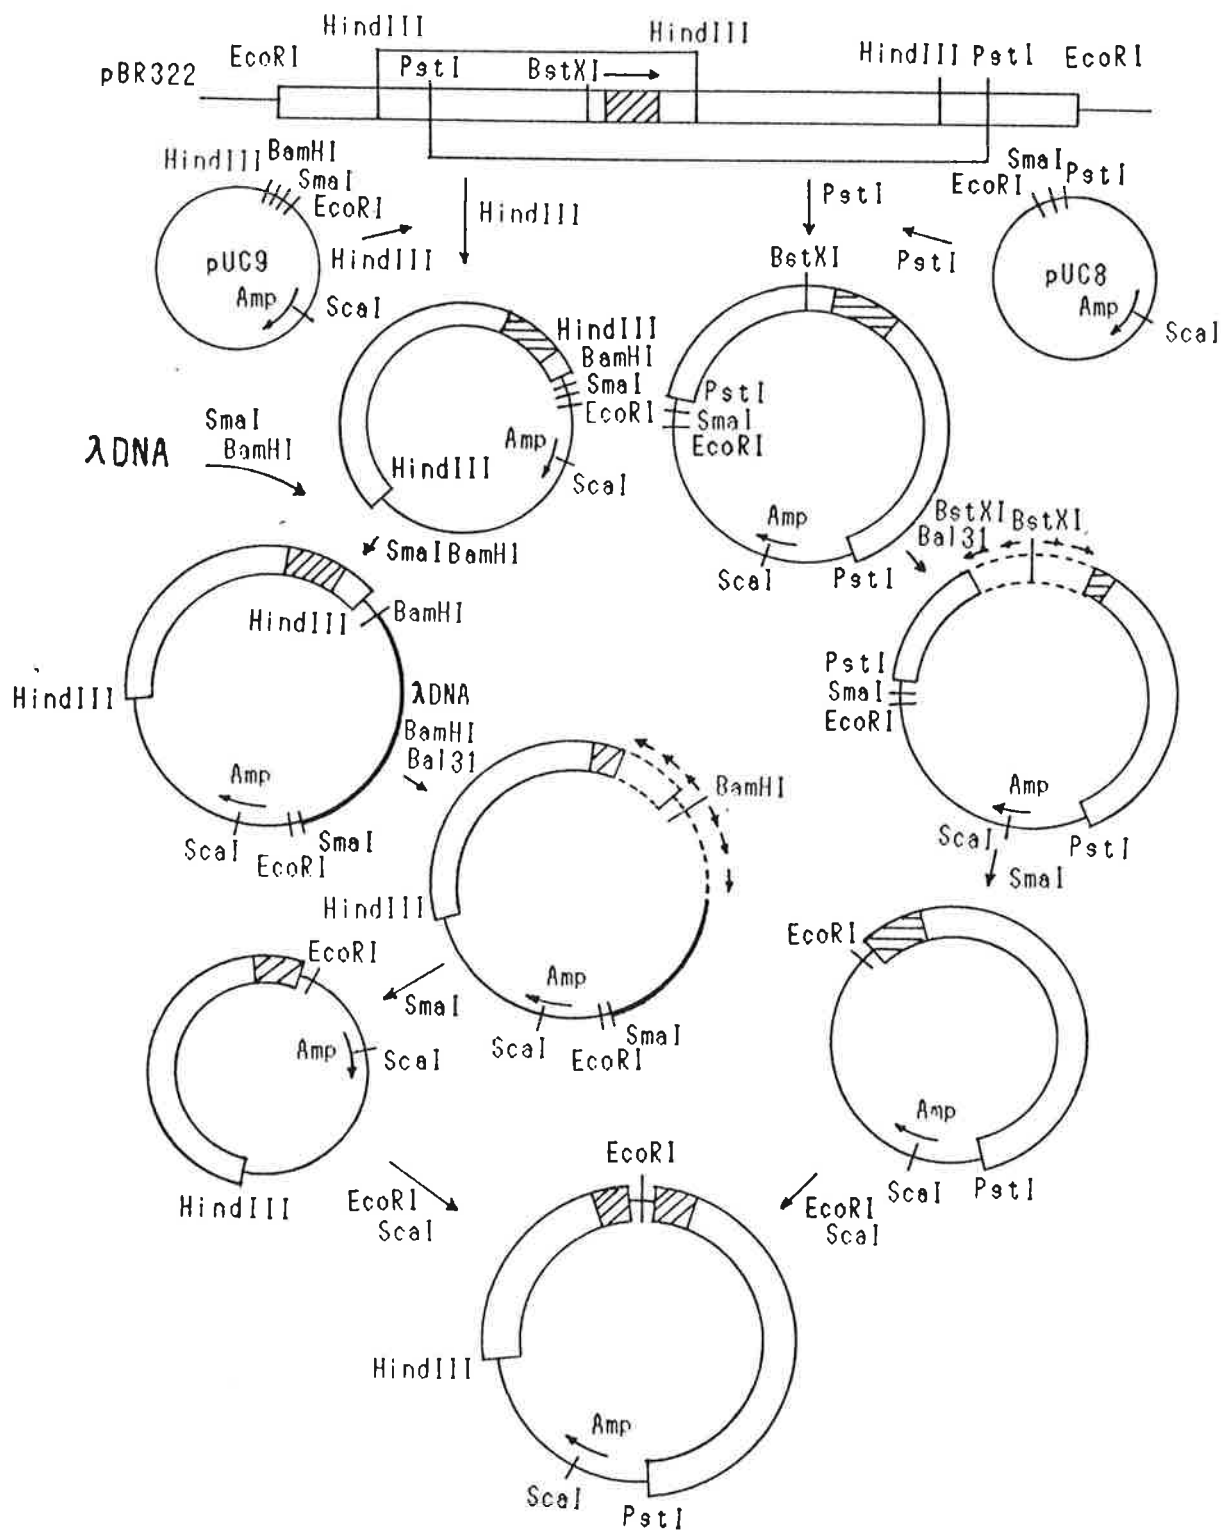 HindIII
HindIII
EcoRI
HindIII PstI
EcoRI
pBR322
PstI
BstXI
HindIII
BamHI
SmaI
EcoRI
pUC9
Amp
ScaI
HindIII
HindIII
PstI
PstI
SmaI
PstI
EcoRI
pUC8
Amp
ScaI
BstXI
HindIII
BamHI
SmaI
EcoRI
Amp
ScaI
HindIII
PstI
SmaI
EcoRI
Amp
ScaI
PstI
λDNA
SmaI
BamHI
SmaI BamHI
BstXI
Bal31
BstXI
HindIII
BamHI
HindIII
λDNA
Amp
ScaI
EcoRI
SmaI
BamHI
Bal31
PstI
SmaI
EcoRI
Amp
ScaI
PstI
SmaI
BamHI
HindIII
Amp
ScaI
EcoRI
SmaI
SmaI
EcoRI
Amp
ScaI
HindIII
EcoRI
Amp
ScaI
PstI
EcoRI
ScaI
EcoRI
ScaI
EcoRI
HindIII
Amp
ScaI
PstI